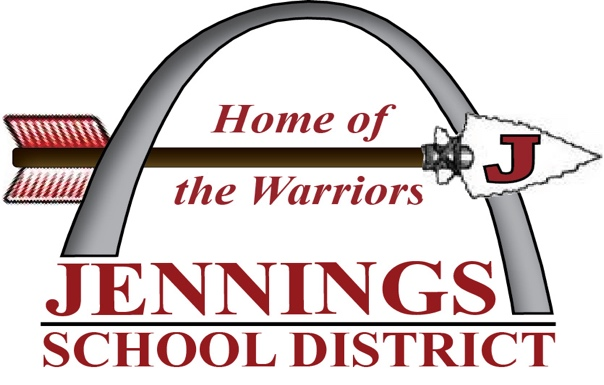 Home of
the Warriors
J
JENNINGS
SCHOOL DISTRICT